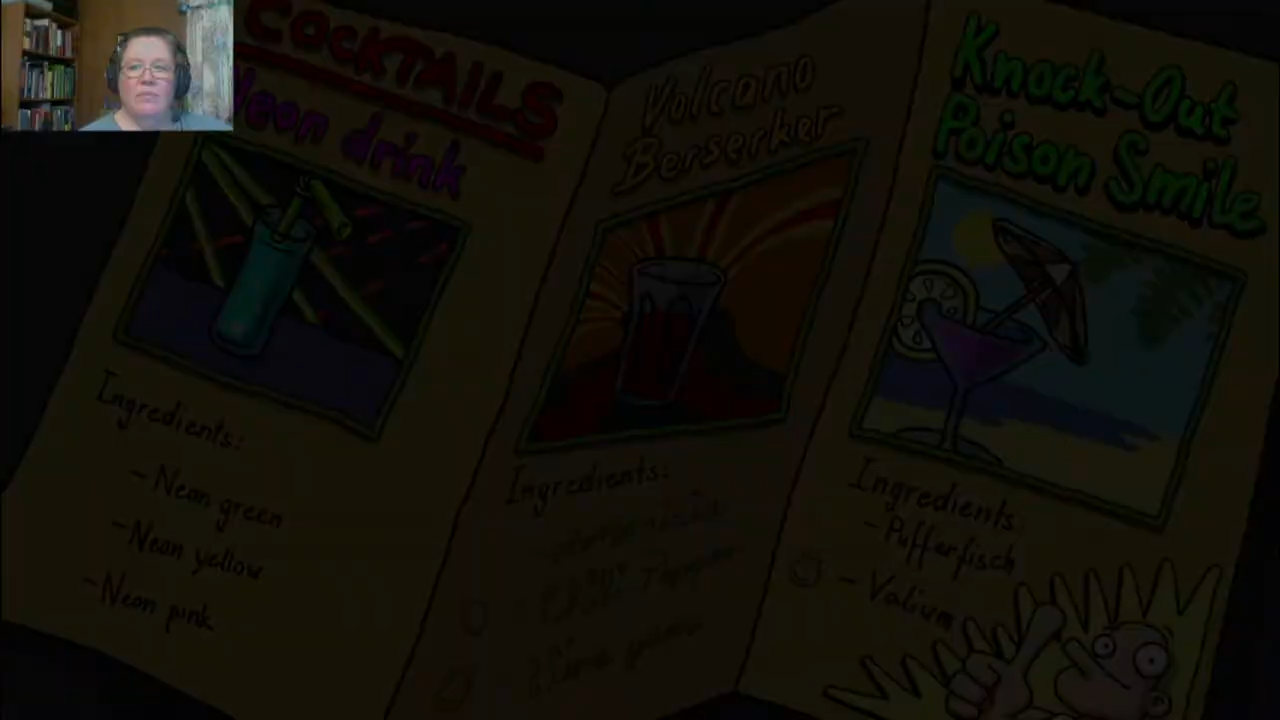 COCKTAILS
Neon drink
Ingredients:
- Neon green
- Neon yellow
- Neon pink
Volcano
Berserker
Ingredients:
Knock-Out
Poison Smile
Ingredients:
- Pufferfisch
- Valium